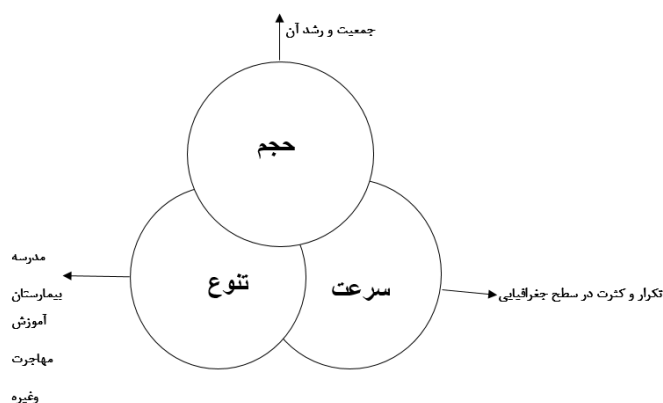 جمعیت و رشد آن
حجم
تنوع
سرعت
تکرار و کثرت در سطح جغرافیایی
مدرسه
بیمارستان
آموزش
مهاجرت
وغیره